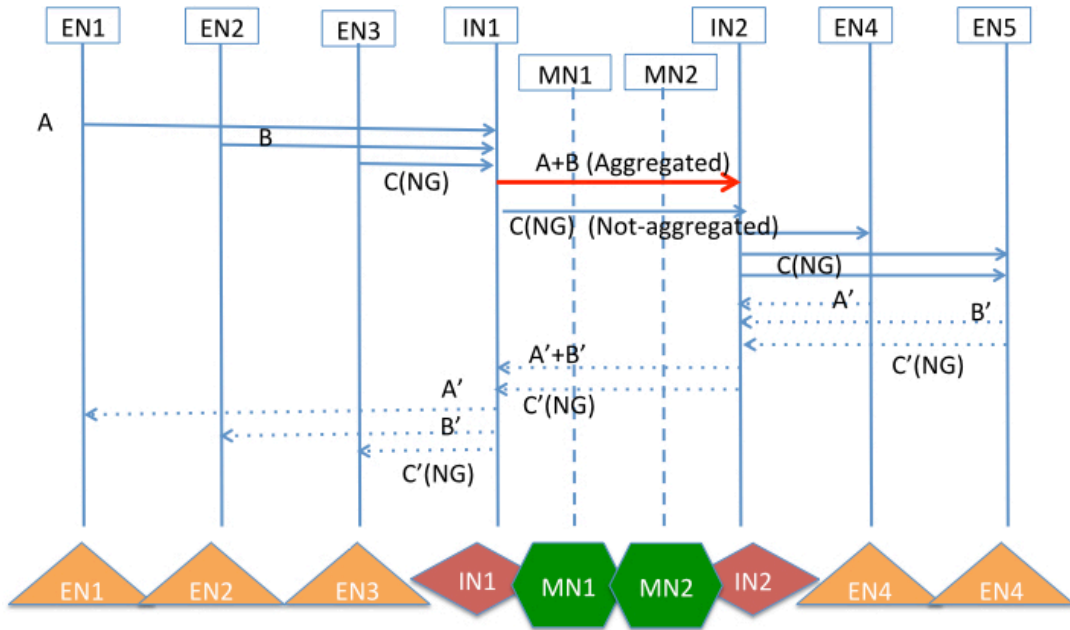 EN1 EN2 EN3 IN1 IN2 EN4 EN5
MN1 MN2
A
B
C(NG)
A+B (Aggregated)
C(NG) (Not-aggregated)
C(NG)
A’
B’
C’(NG)
A’+B’
C’(NG)
A’
B’
C’(NG)
EN1 EN2 EN3 IN1 MN1 MN2 IN2 EN4 EN4